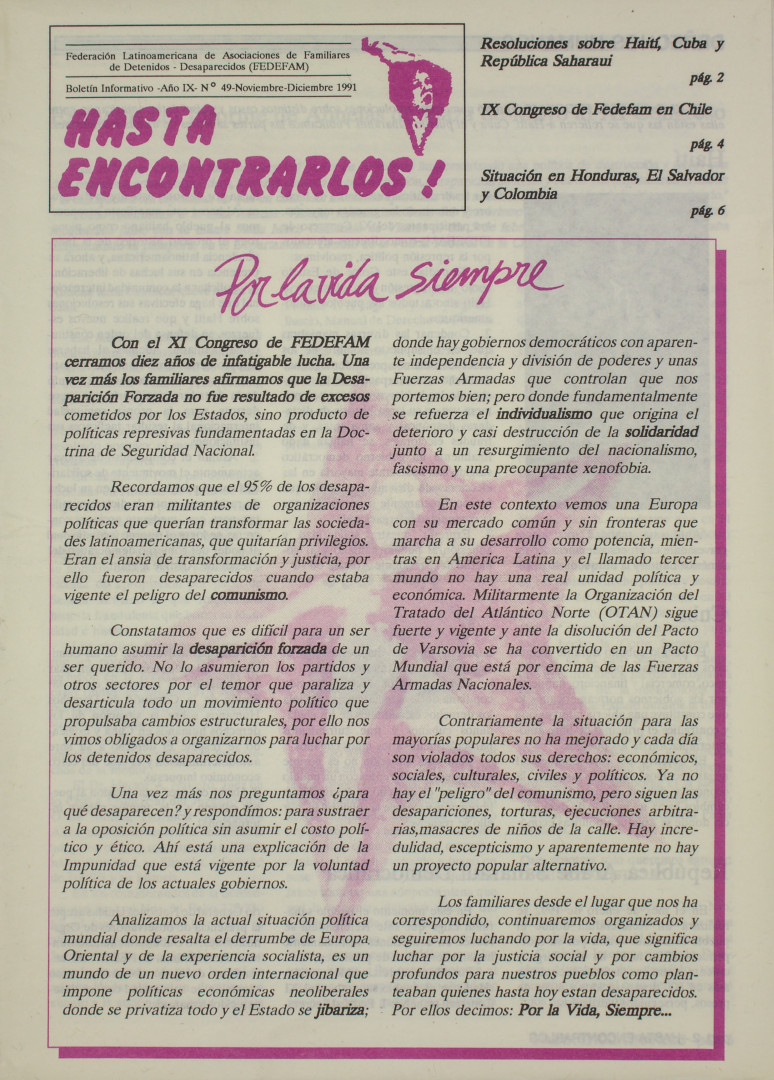 Federación Latinoamericana de Asociaciones de Familiares
de Detenidos - Desaparecidos (FEDEFAM)
Boletín Informativo -Año IX- Nº 49-Noviembre-Diciembre 1991
HASTA
ENCONTRARLOS!
Resoluciones sobre Haití, Cuba y
República Saharaui
pág. 2
IX Congreso de Fedefam en Chile
pág. 4
Situación en Honduras, El Salvador
y Colombia
pág. 6
Por la vida siempre
Con el XI Congreso de FEDEFAM
cerramos diez años de infatigable lucha. Una
vez más los familiares afirmamos que la Desa-
parición Forzada no fue resultado de excesos
cometidos por los Estados, sino producto de
políticas represivas fundamentadas en la Doc-
trina de Seguridad Nacional.
Recordamos que el 95% de los desapa-
recidos eran militantes de organizaciones
políticas que querían transformar las socieda-
des latinoamericanas, que quitarían privilegios.
Eran el ansia de transformación y justicia, por
ello fueron desaparecidos cuando estaba
vigente el peligro del comunismo.
Constatamos que es difícil para un ser
humano asumir la desaparición forzada de un
ser querido. No lo asumieron los partidos y
otros sectores por el temor que paraliza y
desarticula todo un movimiento político que
propulsaba cambios estructurales, por ello nos
vimos obligados a organizarnos para luchar por
los detenidos desaparecidos.
Una vez más nos preguntamos ¿para
qué desaparecen? y respondímos: para sustraer
a la oposición política sin asumir el costo polí-
tico y ético. Ahí está una explicación de la
Impunidad que está vigente por la voluntad
política de los actuales gobiernos.
Analizamos la actual situación política
mundial donde resalta el derrumbe de Europa
Oriental y de la experiencia socialista, es un
mundo de un nuevo orden internacional que
impone políticas económicas neoliberales
donde se privatiza todo y el Estado se jibariza;
donde hay gobiernos democráticos con aparen-
te independencia y división de poderes y unas
Fuerzas Armadas que controlan que nos
portemos bien; pero donde fundamentalmente
se refuerza el individualismo que origina el
deterioro y casi destrucción de la solidaridad
junto a un resurgimiento del nacionalismo,
fascismo y una preocupante xenofobia.
En este contexto vemos una Europa
con su mercado común y sin fronteras que
marcha a su desarrollo como potencia, mien-
tras en America Latina y el llamado tercer
mundo no hay una real unidad política y
económica. Militarmente la Organización del
Tratado del Atlántico Norte (OTAN) sigue
fuerte y vigente y ante la disolución del Pacto
de Varsovia se ha convertido en un Pacto
Mundial que está por encima de las Fuerzas
Armadas Nacionales.
Contrariamente la situación para las
mayorías populares no ha mejorado y cada día
son violados todos sus derechos: económicos,
sociales, culturales, civiles y políticos. Ya no
hay el "peligro" del comunismo, pero siguen las
desapariciones, torturas, ejecuciones arbitra-
rias,masacres de niños de la calle. Hay incre-
dulidad, escepticismo y aparentemente no hay
un proyecto popular alternativo.
Los familiares desde el lugar que nos ha
correspondido, continuaremos organizados y
seguiremos luchando por la vida, que significa
luchar por la justicia social y por cambios
profundos para nuestros pueblos como plan-
teaban quienes hasta hoy estan desaparecidos.
Por ellos decimos: Por la Vida, Siempre...